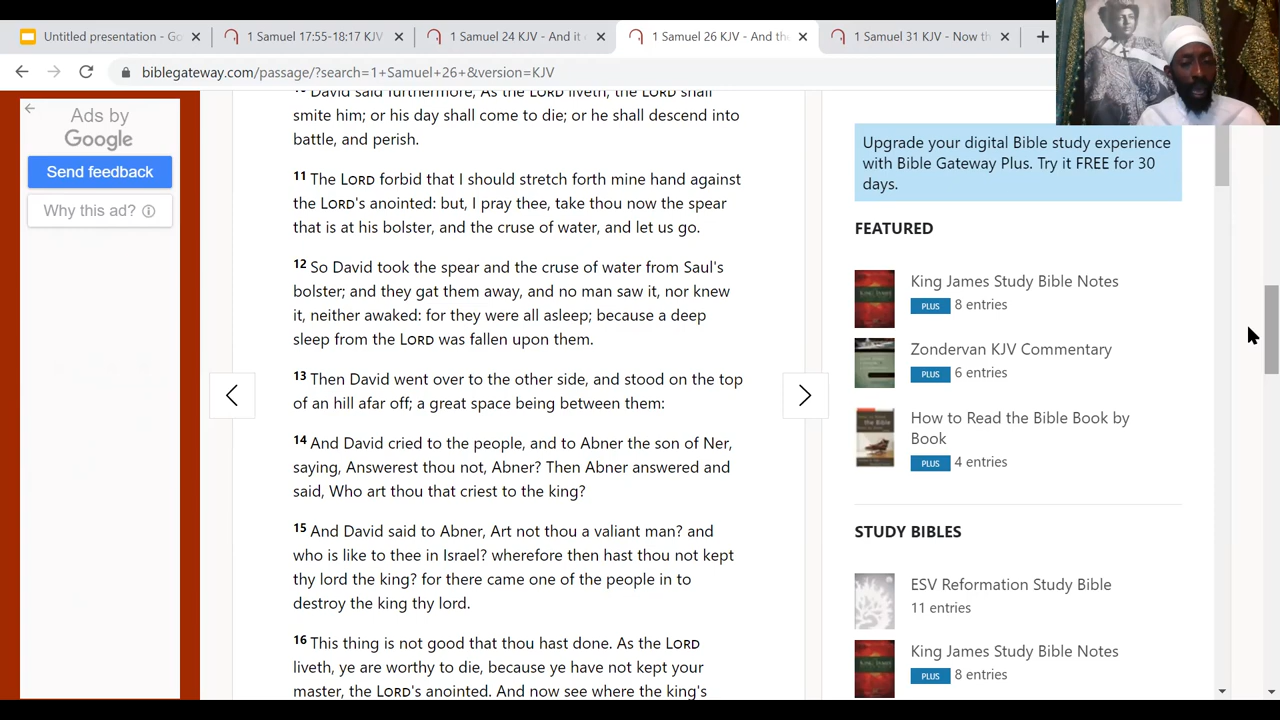 Untitled presentation - Go
1 Samuel 17:55-18:17 KJV
1 Samuel 24 KJV - And it
1 Samuel 26 KJV - And the
1 Samuel 31 KJV - Now th
biblegateway.com/passage/?search=1+Samuel+26+&version=KJV
Ads by
Google
Send feedback
Why this ad?
David said furthermore, As the LORD liveth, the LORD shall
smite him; or his day shall come to die; or he shall descend into
battle, and perish.
11 The LORD forbid that I should stretch forth mine hand against
the LORD's anointed: but, I pray thee, take thou now the spear
that is at his bolster, and the cruse of water, and let us go.
12 So David took the spear and the cruse of water from Saul's
bolster; and they gat them away, and no man saw it, nor knew
it, neither awaked: for they were all asleep; because a deep
sleep from the LORD was fallen upon them.
13 Then David went over to the other side, and stood on the top
of an hill afar off; a great space being between them:
14 And David cried to the people, and to Abner the son of Ner,
saying, Answerest thou not, Abner? Then Abner answered and
said, Who art thou that criest to the king?
15 And David said to Abner, Art not thou a valiant man? and
who is like to thee in Israel? wherefore then hast thou not kept
thy lord the king? for there came one of the people in to
destroy the king thy lord.
16 This thing is not good that thou hast done. As the LORD
liveth, ye are worthy to die, because ye have not kept your
master, the LORD's anointed. And now see where the king's
Upgrade your digital Bible study experience
with Bible Gateway Plus. Try it FREE for 30
days.
FEATURED
King James Study Bible Notes
PLUS 8 entries
Zondervan KJV Commentary
PLUS 6 entries
How to Read the Bible Book by
Book
PLUS 4 entries
STUDY BIBLES
ESV Reformation Study Bible
11 entries
King James Study Bible Notes
PLUS 8 entries